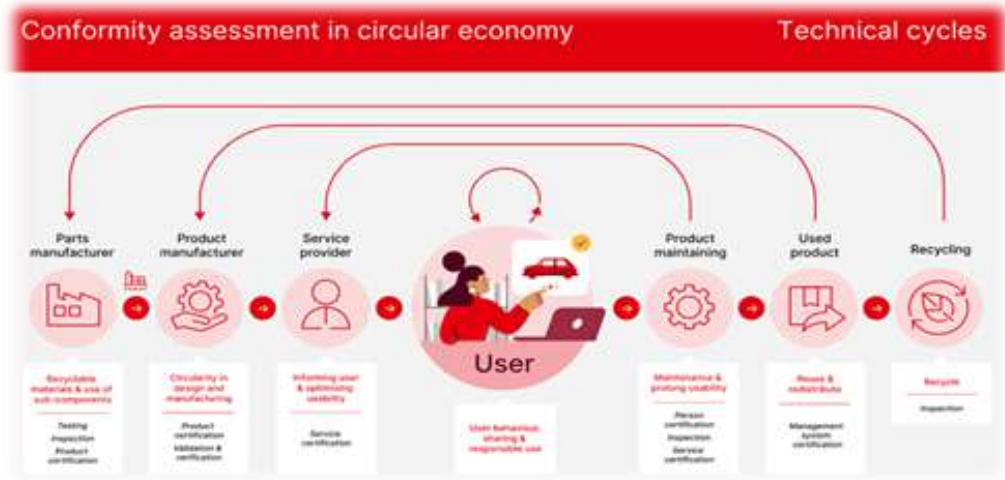 Conformity assessment in circular economy
Technical cycles
Parts
manufacturer
Product
manufacturer
Service
provider
Product
maintaining
Used
product
Recycling
User
Recyclable
materials & use of
sub-components
Testing
Inspection
Product
certification
Circularity in
design and
manufacturing
Product
certification
Validation &
verification
Informing user
& optimising
usability
Service
certification
User behaviour,
sharing &
responsible use
Maintenance &
prolong usability
Person
certification
Inspection
Service
certification
Reuse &
redistribute
Management
system
certification
Recycle
Inspection